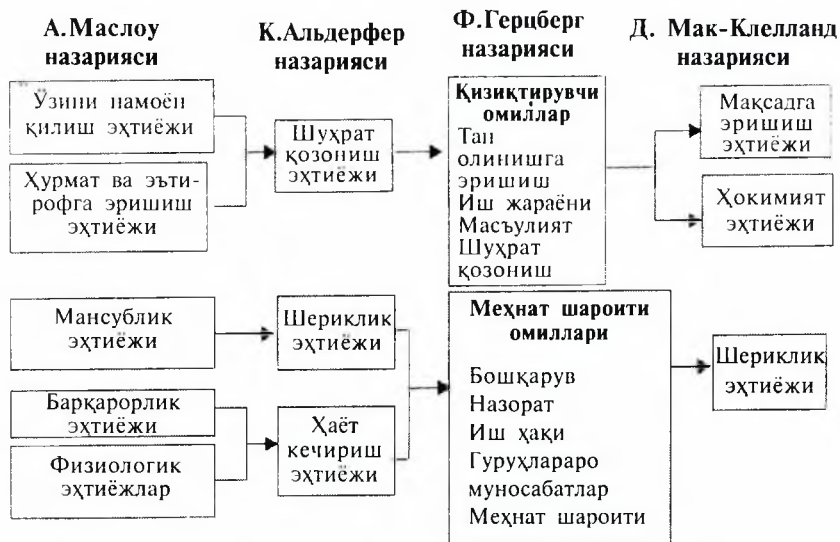 А.Маслоу
назарияси
К.Альдерфер
назарияси
Ф.Герцберг
назарияси
Д. Мак-Клелланд
назарияси
Ўзини намоён
қилиш эҳтиёжи
Ҳурмат ва эъти-
рофга эришиш
эҳтиёжи
Шуҳрат
қозониш
эҳтиёжи
Қизиқтирувчи
омиллар
Тан
олинишга
эришиш
Иш жараёни
Масъулият
Шуҳрат
қозониш
Мақсадга
эришиш
эҳтиёжи
Ҳокимият
эҳтиёжи
Мансублик
эҳтиёжи
Барқарорлик
эҳтиёжи
Физиологик
эҳтиёжлар
Шериклик
эҳтиёжи
Ҳаёт
кечириш
эҳтиёжи
Меҳнат шароити
омиллари
Бошқарув
Назорат
Иш ҳақи
Гуруҳлараро
муносабатлар
Меҳнат шароити
Шериклик
эҳтиёжи